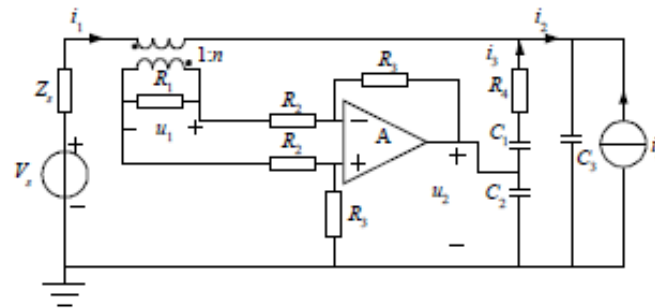 i₁ i₂
1:n
i₃ R₃
Zₛ R₁ R₄
R₂
− u₁ + −
A C₁
+ R₂ + +
Vₛ C₃ i
u₂ C₂
− R₃
−